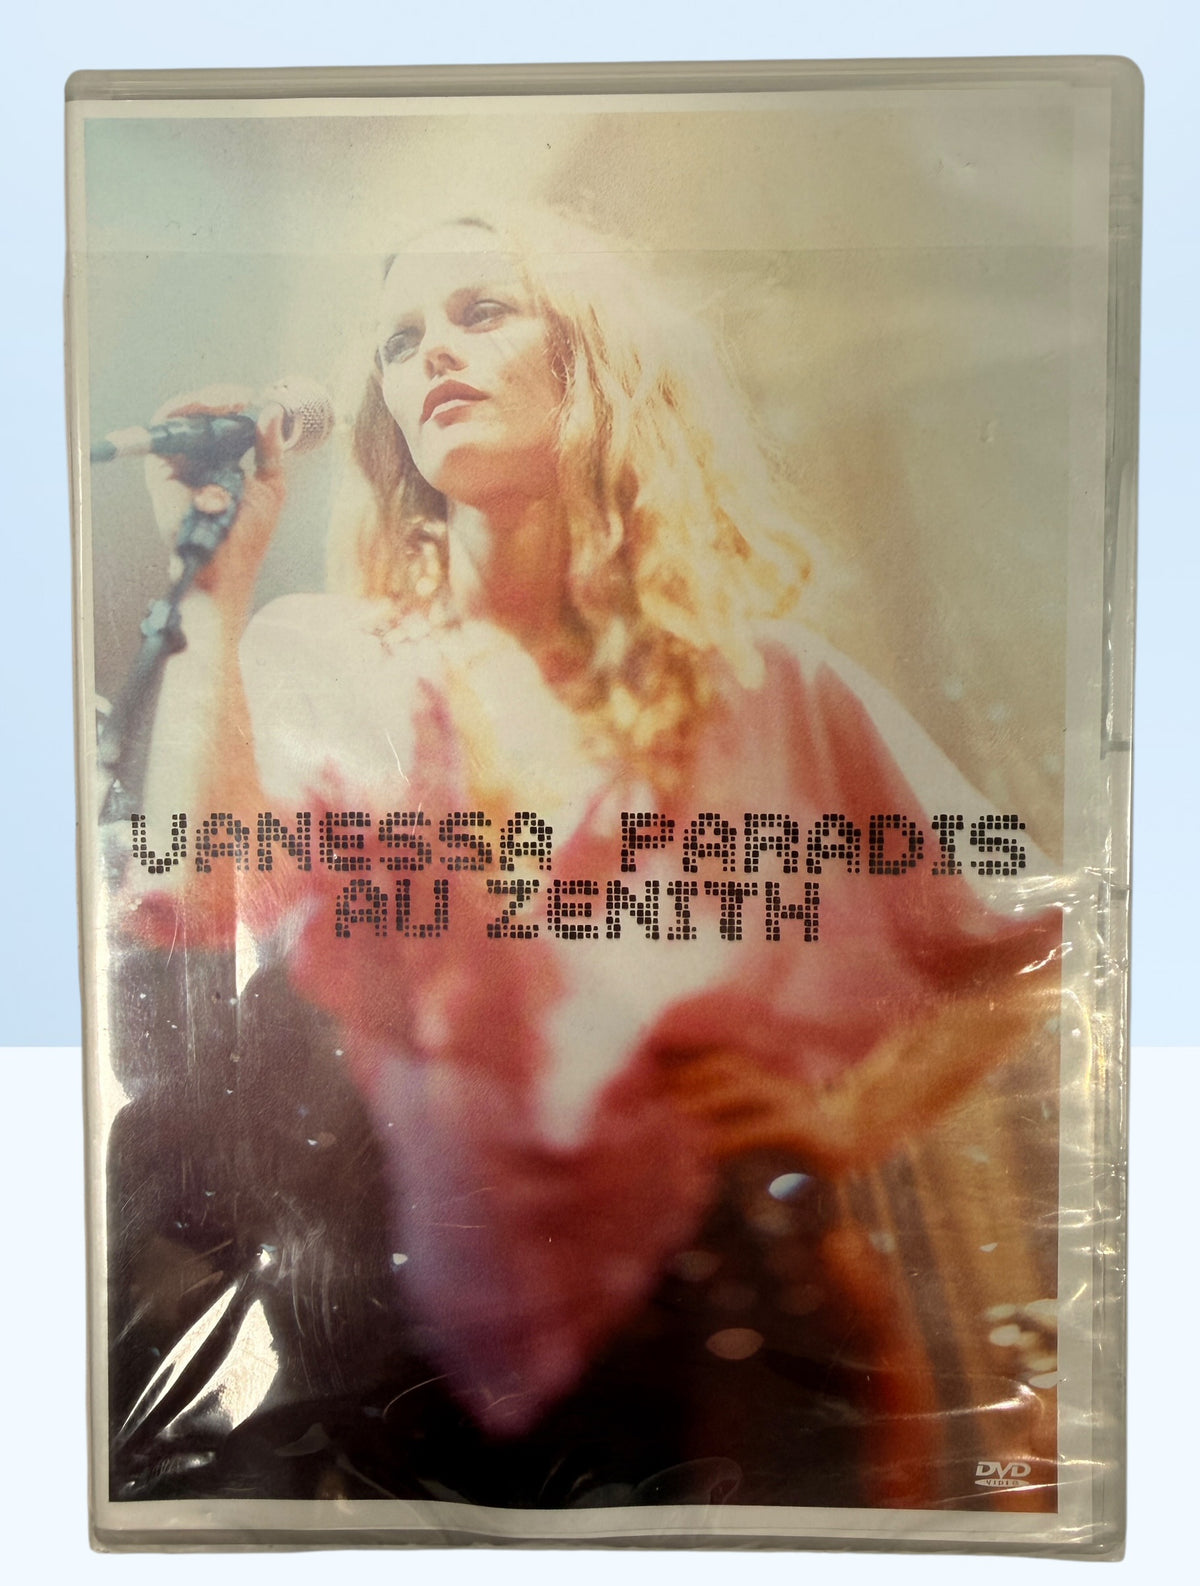 VANESSA PARADIS
AU ZENITH
DVD
VIDEO